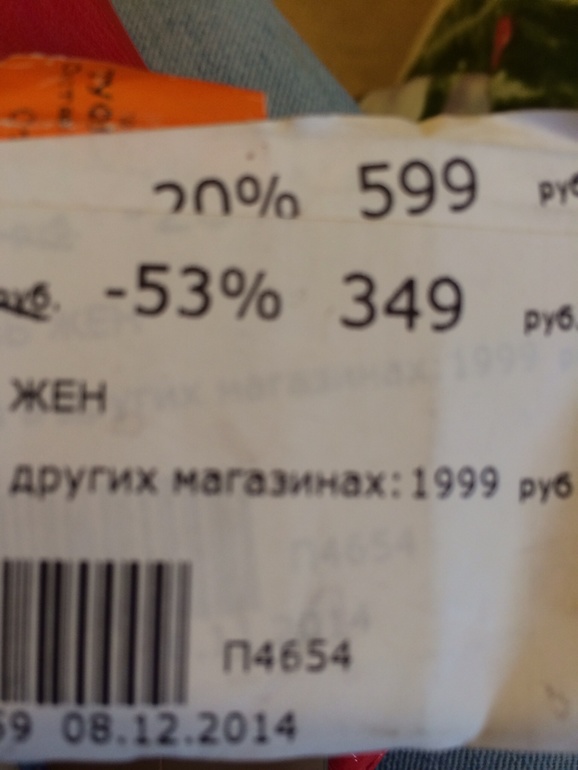 20% 599 руб
руб. -53% 349 руб.
ЖЕН
других магазинах: 1999 руб
П4654
59 08.12.2014